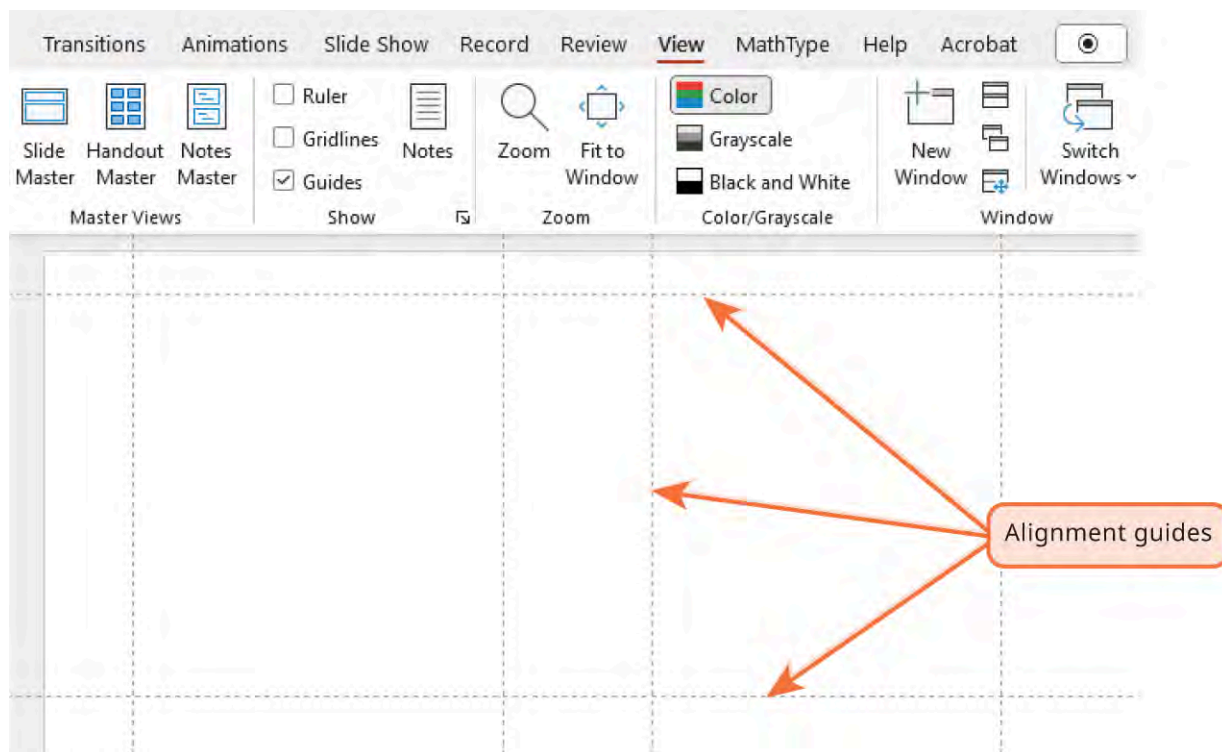 Transitions Animations Slide Show Record Review View MathType Help Acrobat
Slide Master
Handout Master
Notes Master
Master Views
Ruler
Gridlines
Guides
Notes
Show
Zoom
Fit to Window
Zoom
Color
Grayscale
Black and White
Color/Grayscale
New Window
Switch Windows
Window
Alignment guides